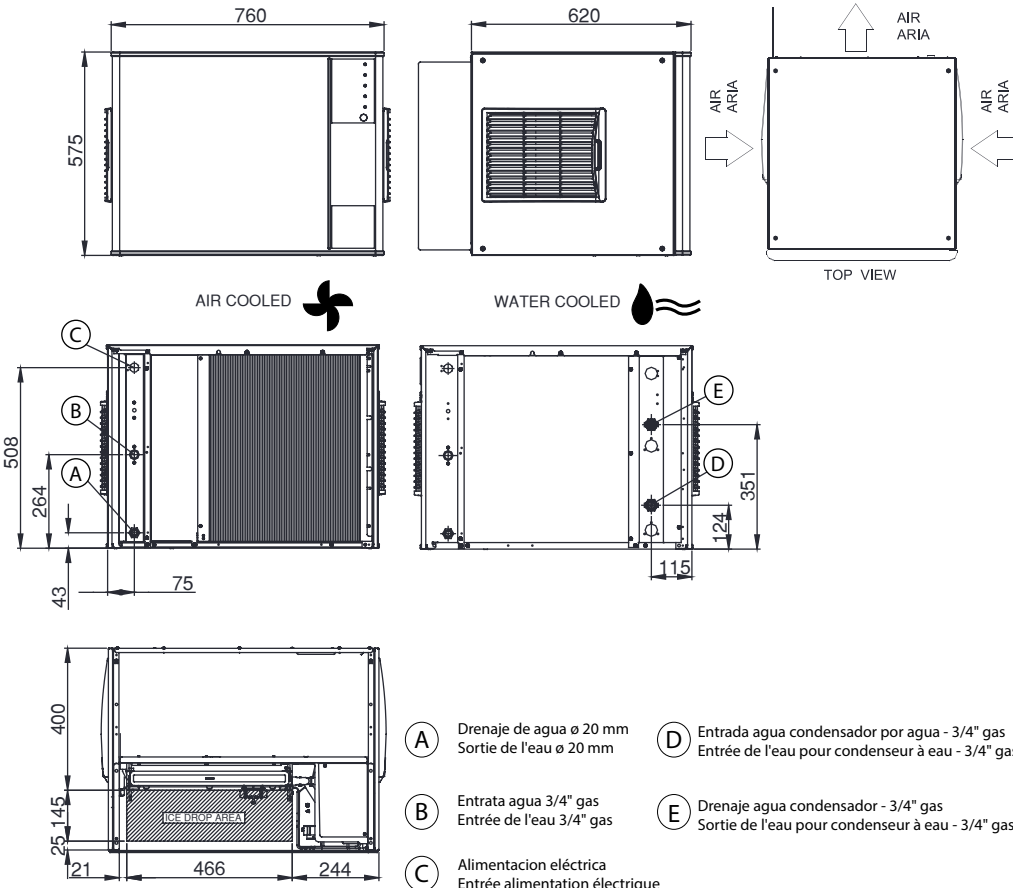 760
620
AIR
ARIA
575
AIR
ARIA
AIR
ARIA
TOP VIEW
AIR COOLED
WATER COOLED
C
B
A
508
264
43
75
E
D
351
124
115
400
145
25
ICE DROP AREA
21
466
244
A
Drenaje de agua ø 20 mm
Sortie de l'eau ø 20 mm
D
Entrada agua condensador por agua - 3/4" gas
Entrée de l'eau pour condenseur à eau - 3/4" gas
B
Entrata agua 3/4" gas
Entrée de l'eau 3/4" gas
E
Drenaje agua condensador - 3/4" gas
Sortie de l'eau pour condenseur à eau - 3/4" gas
C
Alimentacion eléctrica
Entrée alimentation électrique